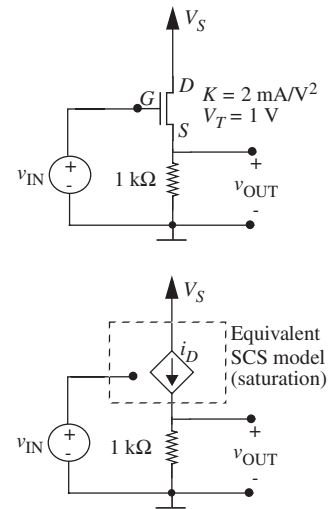 V_S
D
G
K = 2 mA/V²
V_T = 1 V
S
v_IN
+
-
1 kΩ
+
v_OUT
-
V_S
Equivalent
SCS model
(saturation)
i_D
v_IN
+
-
1 kΩ
+
v_OUT
-